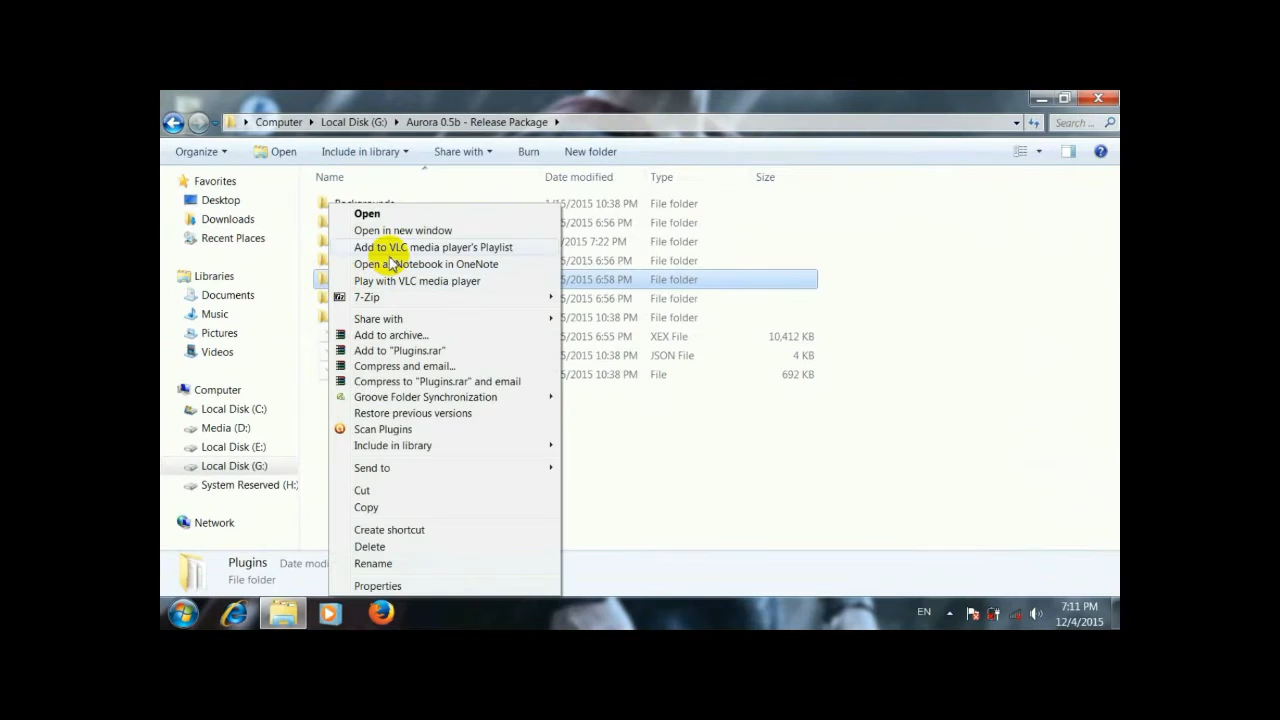 Computer Local Disk (G:) Aurora 0.5b - Release Package Search ...
Organize Open Include in library Share with Burn New folder
Favorites
Desktop
Downloads
Recent Places
Libraries
Documents
Music
Pictures
Videos
Computer
Local Disk (C:)
Media (D:)
Local Disk (E:)
Local Disk (G:)
System Reserved (H:)
Network
Name Date modified Type Size
Backgrounds 1/15/2015 10:38 PM File folder
5/2015 6:56 PM File folder
/2015 7:22 PM File folder
5/2015 6:56 PM File folder
5/2015 6:58 PM File folder
5/2015 6:56 PM File folder
5/2015 10:38 PM File folder
5/2015 6:55 PM XEX File 10,412 KB
5/2015 10:38 PM JSON File 4 KB
5/2015 10:38 PM File 692 KB
Open
Open in new window
Add to VLC media player's Playlist
Open a Notebook in OneNote
Play with VLC media player
7-Zip
Share with
Add to archive...
Add to "Plugins.rar"
Compress and email...
Compress to "Plugins.rar" and email
Groove Folder Synchronization
Restore previous versions
Scan Plugins
Include in library
Send to
Cut
Copy
Create shortcut
Delete
Rename
Properties
Plugins Date modi
File folder
EN
7:11 PM
12/4/2015